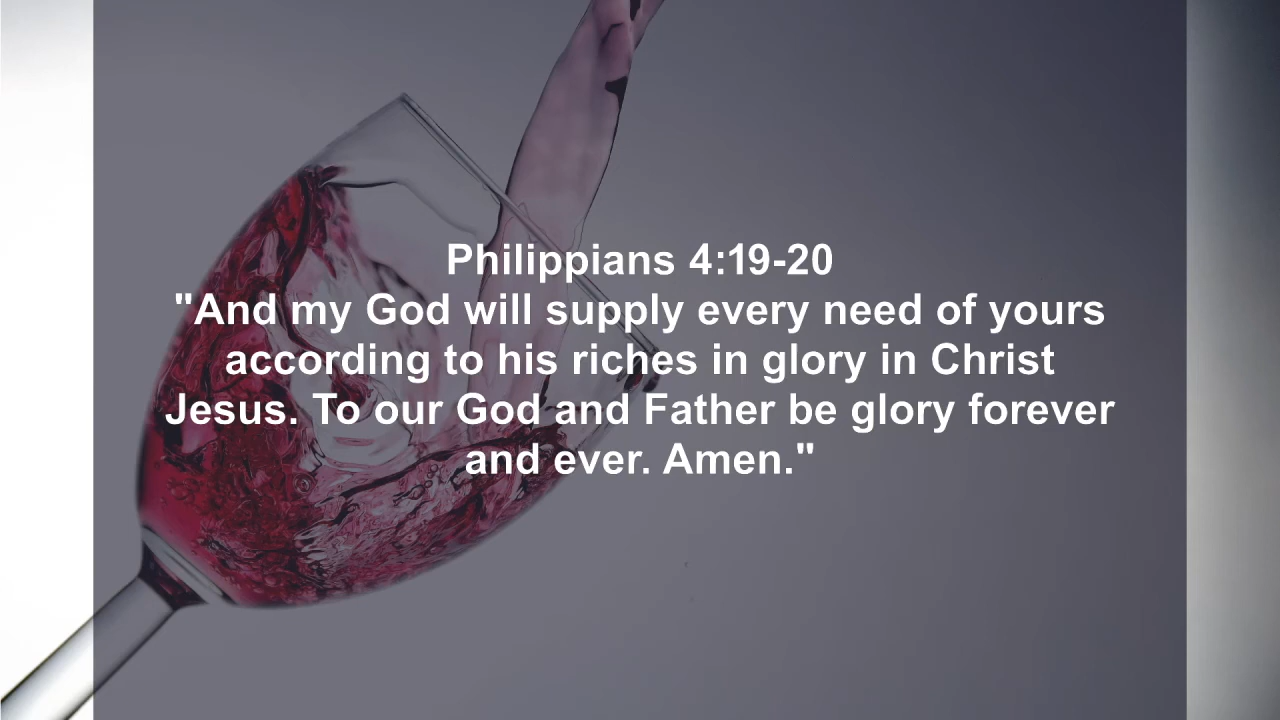 Philippians 4:19-20
"And my God will supply every need of yours
according to his riches in glory in Christ
Jesus. To our God and Father be glory forever
and ever. Amen."